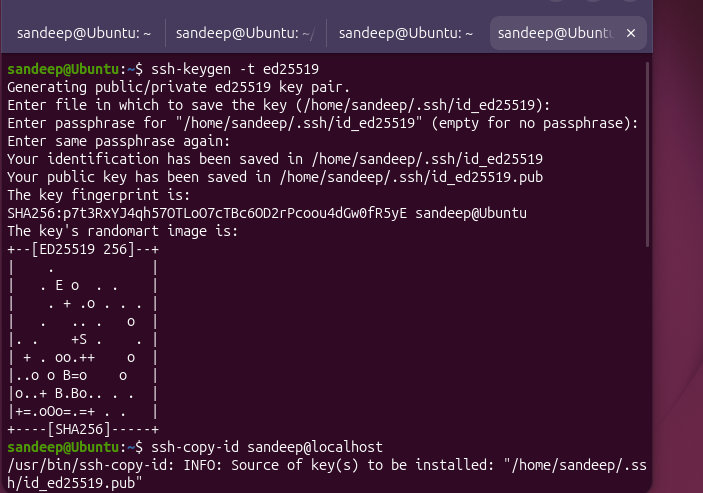 sandeep@Ubuntu: ~
sandeep@Ubuntu: ~/
sandeep@Ubuntu: ~
sandeep@Ubuntu
×
sandeep@Ubuntu:~$ ssh-keygen -t ed25519
Generating public/private ed25519 key pair.
Enter file in which to save the key (/home/sandeep/.ssh/id_ed25519):
Enter passphrase for "/home/sandeep/.ssh/id_ed25519" (empty for no passphrase):
Enter same passphrase again:
Your identification has been saved in /home/sandeep/.ssh/id_ed25519
Your public key has been saved in /home/sandeep/.ssh/id_ed25519.pub
The key fingerprint is:
SHA256:p7t3RxYJ4qh57OTLoO7cTBc6OD2rPcoou4dGw0fR5yE sandeep@Ubuntu
The key's randomart image is:
+--[ED25519 256]--+
|    .            |
|   . E o  . .    |
|    . + .o . . . |
|   .   .. .   o  |
|. .    +S .    . |
| + . oo.++    o  |
|..o o B=o    o   |
|o..+ B.Bo.. . .  |
|+=.oOo=.=+ . .   |
+----[SHA256]-----+
sandeep@Ubuntu:~$ ssh-copy-id sandeep@localhost
/usr/bin/ssh-copy-id: INFO: Source of key(s) to be installed: "/home/sandeep/.ss
h/id_ed25519.pub"